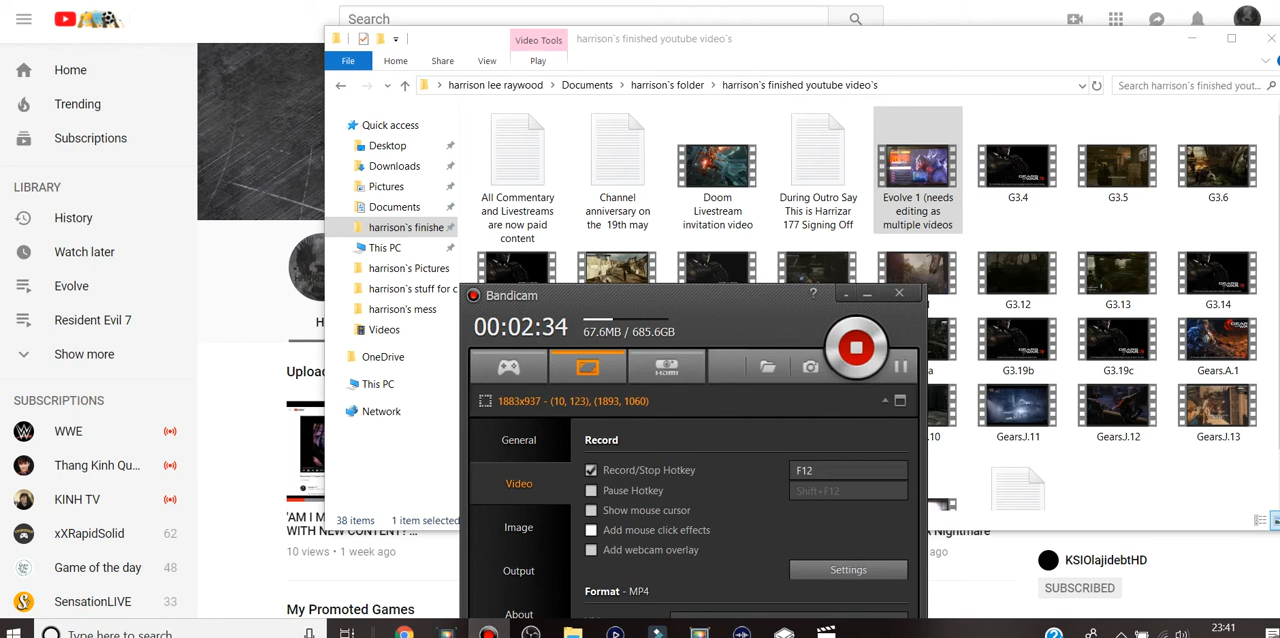 Search
Home
Trending
Subscriptions
LIBRARY
History
Watch later
Evolve
Resident Evil 7
Show more
SUBSCRIPTIONS
WWE
Thang Kinh Qu...
KINH TV
xXRapidSolid 62
Game of the day 48
SensationLIVE 33
Type here to search
H
Upload
'AM I M
WITH NEW CONTENT!'
10 views • 1 week ago
My Promoted Games
Video Tools
harrison`s finished youtube video`s
File
Home
Share
View
Play
harrison lee raywood
Documents
harrison`s folder
harrison`s finished youtube video`s
Search harrison`s finished yout...
Quick access
Desktop
Downloads
Pictures
Documents
harrison`s finishe
This PC
harrison`s Pictures
harrison`s stuff for c
harrison's mess
Videos
OneDrive
This PC
Network
38 items 1 item selected
All Commentary
and Livestreams
are now paid
content
Channel
anniversary on
the 19th may
Doom
Livestream
invitation video
During Outro Say
This is Harrizar
177 Signing Off
Evolve 1 (needs
editing as
multiple videos
G3.4
G3.5
G3.6
G3.12
G3.13
G3.14
a
G3.19b
G3.19c
Gears.A.1
.10
GearsJ.11
GearsJ.12
GearsJ.13
Bandicam
?
00:02:34
67.6MB / 685.6GB
HDMI
1883x937 - (10, 123), (1893, 1060)
General
Video
Image
Output
About
Record
Record/Stop Hotkey F12
Pause Hotkey Shift+F12
Show mouse cursor
Add mouse click effects
Add webcam overlay
Settings
Format - MP4
Nightmare
ago
KSIOlajidebtHD
SUBSCRIBED
23:41